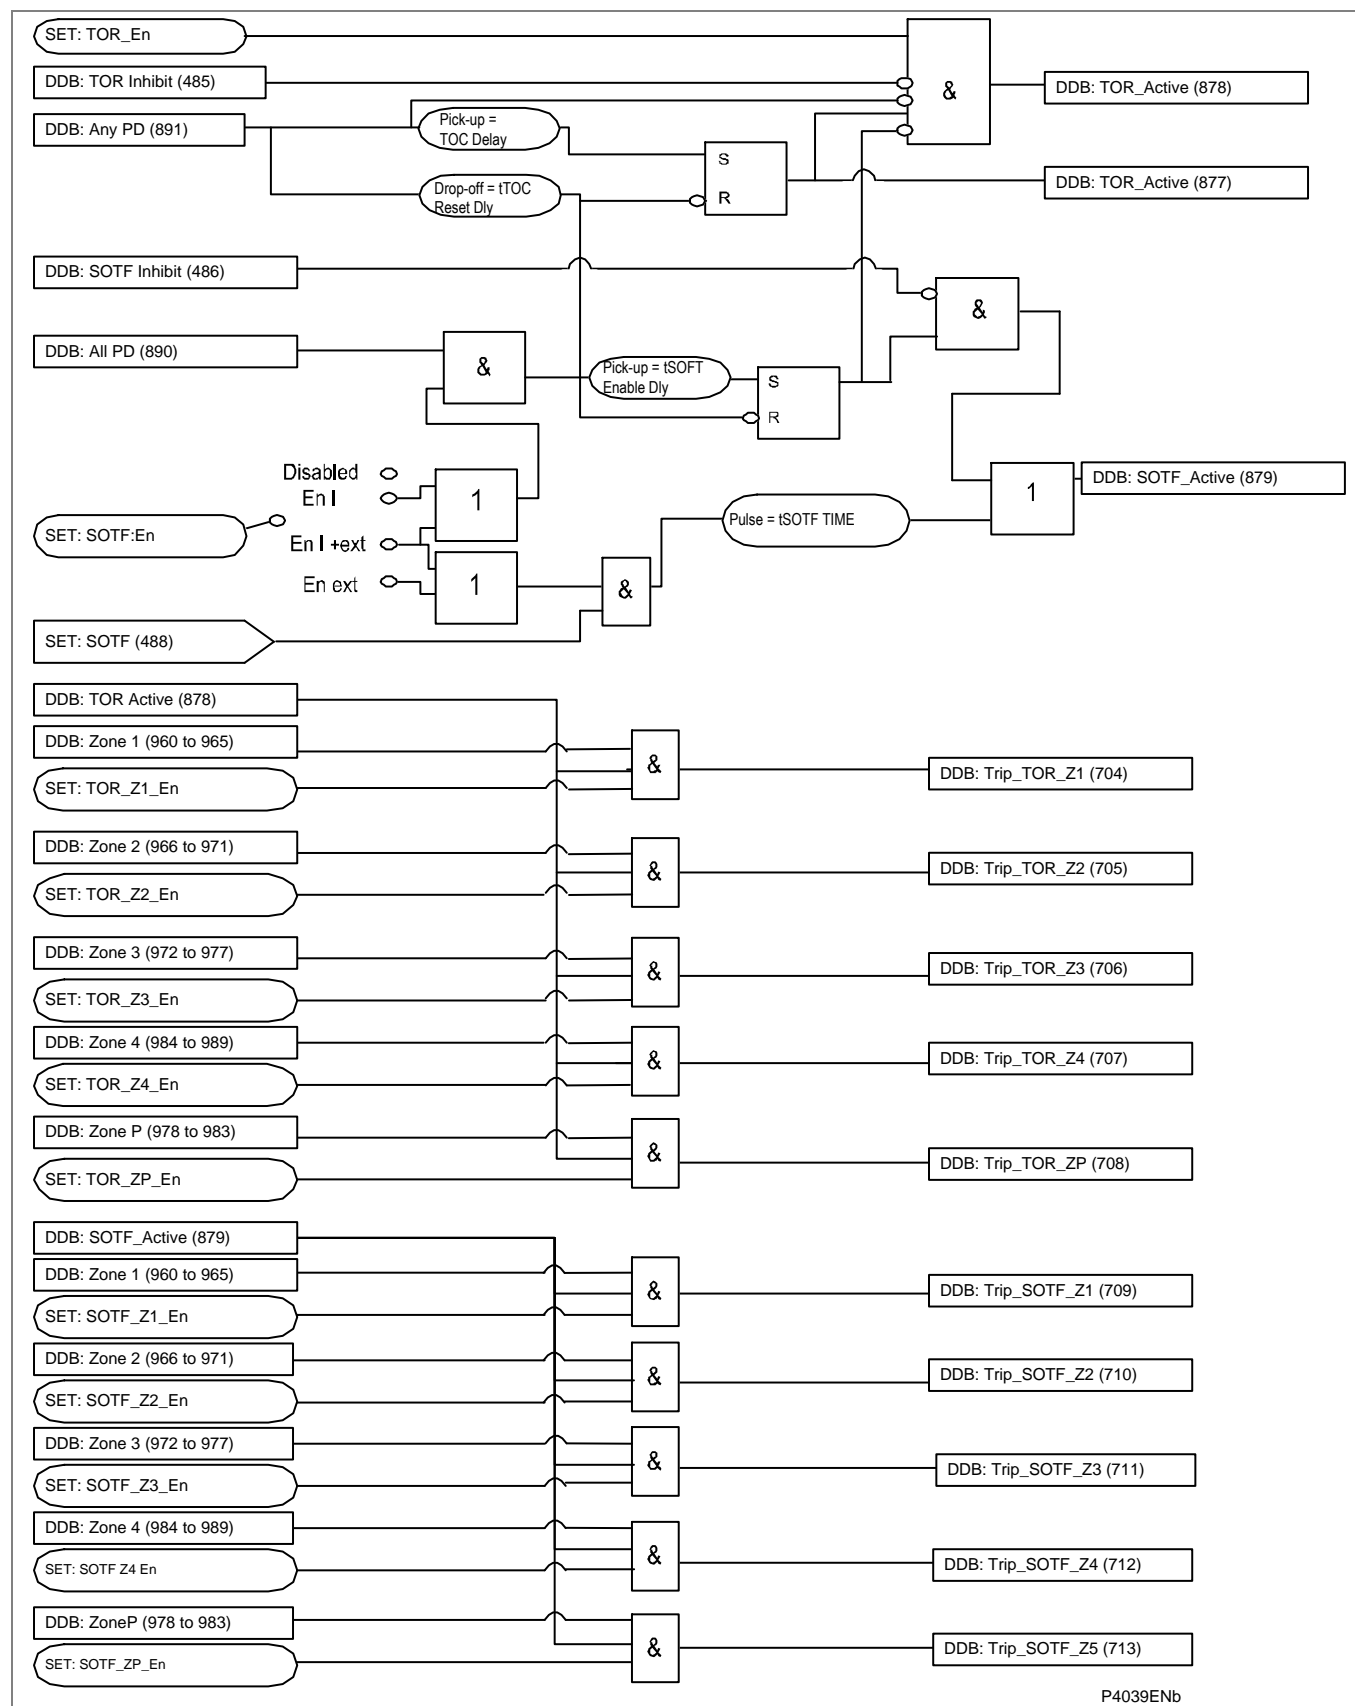 SET: TOR_En
DDB: TOR Inhibit (485)
&
DDB: TOR_Active (878)
DDB: Any PD (891)
Pick-up =
TOC Delay
S
R
DDB: TOR_Active (877)
Drop-off = tTOC
Reset Dly
DDB: SOTF Inhibit (486)
&
DDB: All PD (890)
&
Pick-up = tSOFT
Enable Dly
S
R
Disabled
En I
1
SET: SOTF:En
En I +ext
En ext
1
&
Pulse = tSOTF TIME
1
DDB: SOTF_Active (879)
SET: SOTF (488)
DDB: TOR Active (878)
DDB: Zone 1 (960 to 965)
SET: TOR_Z1_En
&
DDB: Trip_TOR_Z1 (704)
DDB: Zone 2 (966 to 971)
SET: TOR_Z2_En
&
DDB: Trip_TOR_Z2 (705)
DDB: Zone 3 (972 to 977)
SET: TOR_Z3_En
&
DDB: Trip_TOR_Z3 (706)
DDB: Zone 4 (984 to 989)
SET: TOR_Z4_En
&
DDB: Trip_TOR_Z4 (707)
DDB: Zone P (978 to 983)
SET: TOR_ZP_En
&
DDB: Trip_TOR_ZP (708)
DDB: SOTF_Active (879)
DDB: Zone 1 (960 to 965)
SET: SOTF_Z1_En
&
DDB: Trip_SOTF_Z1 (709)
DDB: Zone 2 (966 to 971)
SET: SOTF_Z2_En
&
DDB: Trip_SOTF_Z2 (710)
DDB: Zone 3 (972 to 977)
SET: SOTF_Z3_En
&
DDB: Trip_SOTF_Z3 (711)
DDB: Zone 4 (984 to 989)
SET: SOTF Z4 En
&
DDB: Trip_SOTF_Z4 (712)
DDB: ZoneP (978 to 983)
SET: SOTF_ZP_En
&
DDB: Trip_SOTF_Z5 (713)
P4039ENb